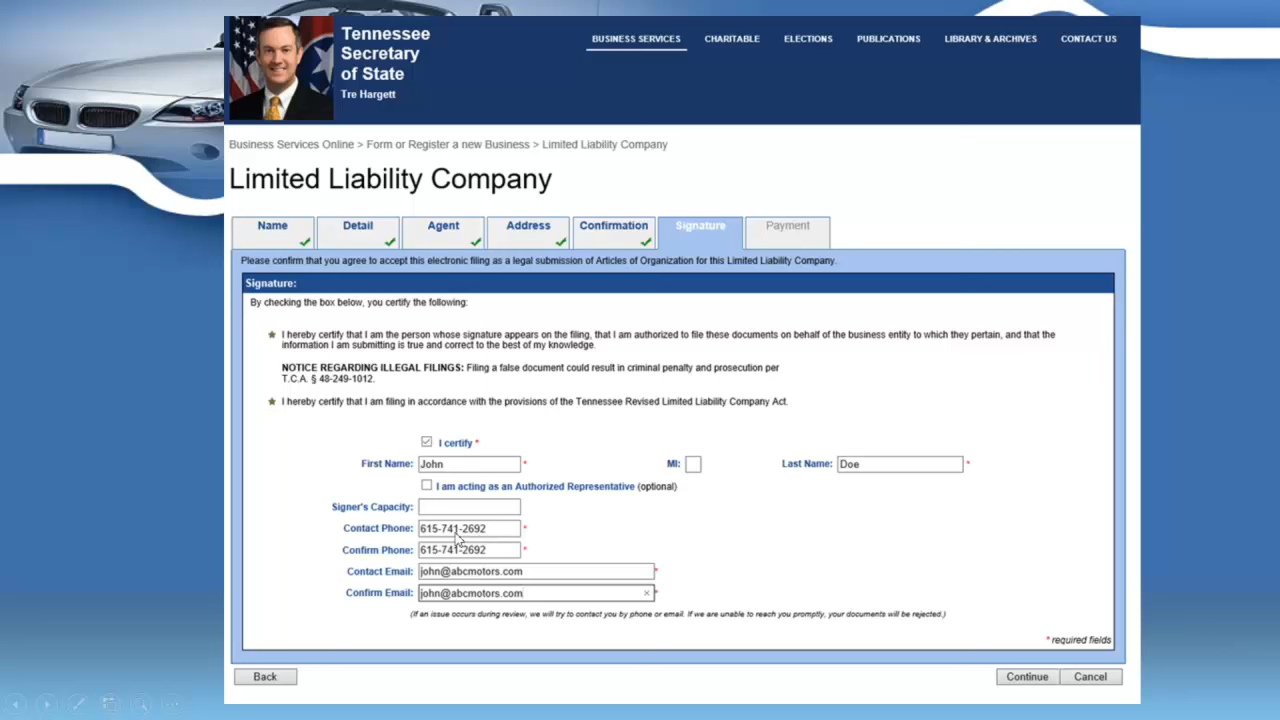 Tennessee
Secretary
of State
Tre Hargett
BUSINESS SERVICES CHARITABLE ELECTIONS PUBLICATIONS LIBRARY & ARCHIVES CONTACT US
Business Services Online > Form or Register a new Business > Limited Liability Company
Limited Liability Company
Name Detail Agent Address Confirmation Signature Payment
Please confirm that you agree to accept this electronic filing as a legal submission of Articles of Organization for this Limited Liability Company.
Signature:
By checking the box below, you certify the following:
I hereby certify that I am the person whose signature appears on the filing, that I am authorized to file these documents on behalf of the business entity to which they pertain, and that the
information I am submitting is true and correct to the best of my knowledge.
NOTICE REGARDING ILLEGAL FILINGS: Filing a false document could result in criminal penalty and prosecution per
T.C.A. § 48-249-1012.
I hereby certify that I am filing in accordance with the provisions of the Tennessee Revised Limited Liability Company Act.
I certify *
First Name: John * MI: Last Name: Doe *
I am acting as an Authorized Representative (optional)
Signer's Capacity:
Contact Phone: 615-741-2692 *
Confirm Phone: 615-741-2692 *
Contact Email: john@abcmotors.com *
Confirm Email: john@abcmotors.com × *
(If an issue occurs during review, we will try to contact you by phone or email. If we are unable to reach you promptly, your documents will be rejected.)
* required fields
Back Continue Cancel